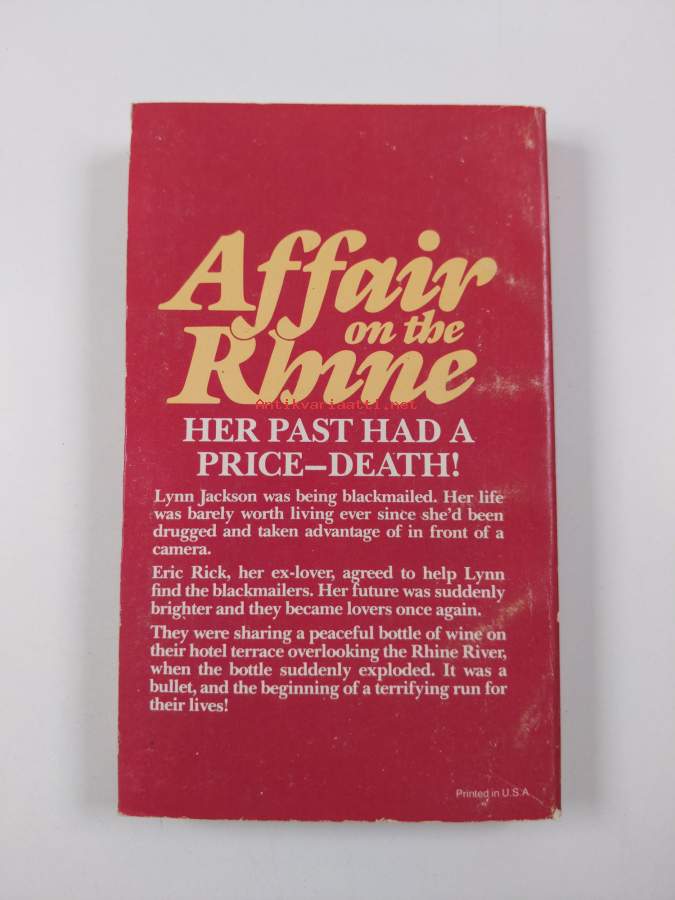 Affair
on the
Rhine
Antikvariaatti.net
HER PAST HAD A
PRICE—DEATH!
Lynn Jackson was being blackmailed. Her life
was barely worth living ever since she'd been
drugged and taken advantage of in front of a
camera.
Eric Rick, her ex-lover, agreed to help Lynn
find the blackmailers. Her future was suddenly
brighter and they became lovers once again.
They were sharing a peaceful bottle of wine on
their hotel terrace overlooking the Rhine River,
when the bottle suddenly exploded. It was a
bullet, and the beginning of a terrifying run for
their lives!
Printed in U.S.A.